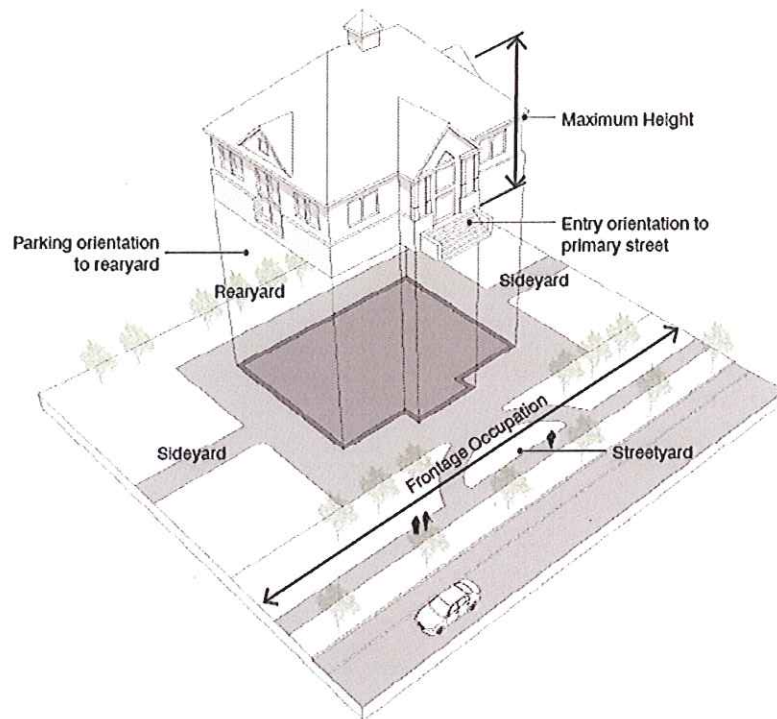 Maximum Height
Entry orientation to
primary street
Parking orientation
to rearyard
Rearyard
Sideyard
Frontage Occupation
Sideyard
Streetyard